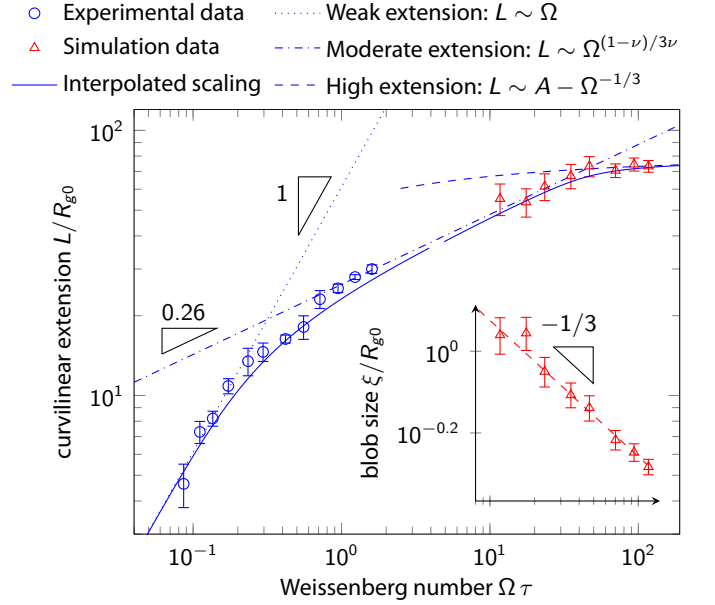 Experimental data
Simulation data
Interpolated scaling
Weak extension: L ∼ Ω
Moderate extension: L ∼ Ω^{(1−ν)/3ν}
High extension: L ∼ A − Ω^{−1/3}
curvilinear extension L/R_{g0}
10^2
10^1
1
0.26
blob size ξ/R_{g0}
10^0
10^{−0.2}
−1/3
10^{−1}
10^0
10^1
10^2
Weissenberg number Ω τ